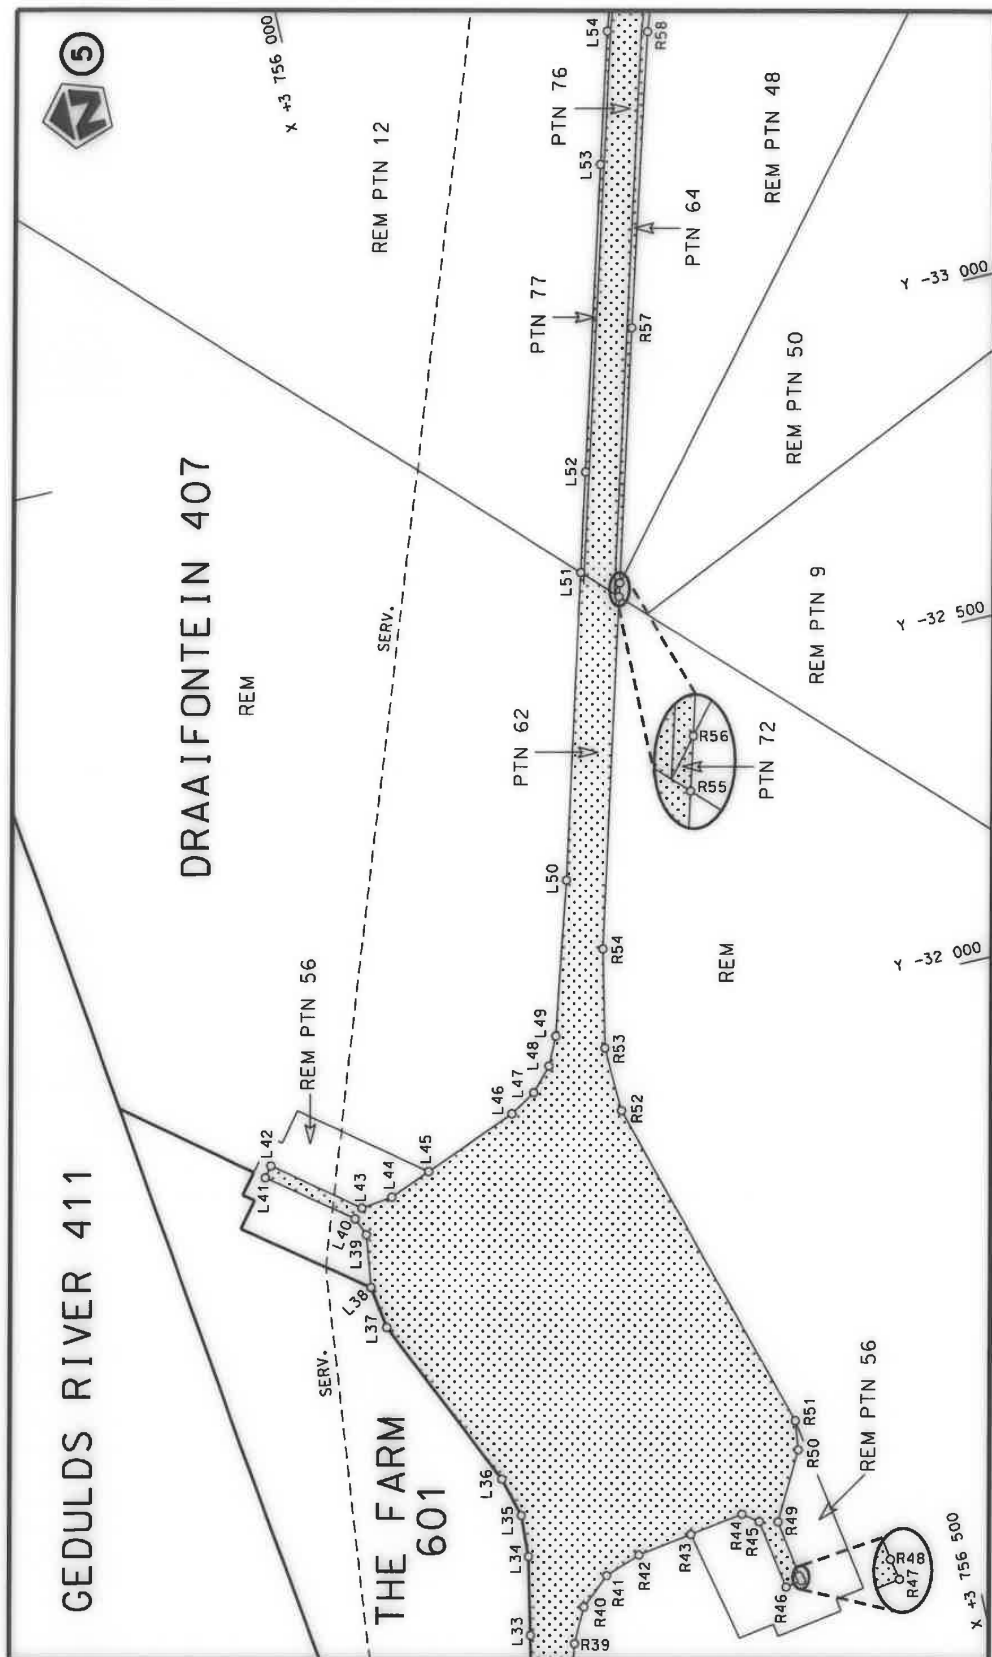 GEDULDS RIVER 411
DRAAIFONTEIN 407
THE FARM
601
N
5
X +3 756 000
REM PTN 12
REM
SERV.
SERV.
REM PTN 56
PTN 77
PTN 76
PTN 62
PTN 64
PTN 72
REM PTN 48
REM PTN 50
REM PTN 9
REM
REM PTN 56
Y -33 000
Y -32 500
Y -32 000
X +3 756 500
L33
L34
L35
L36
L37
L38
L39
L40
L41
L42
L43
L44
L45
L46
L47
L48
L49
L50
L51
L52
L53
L54
R39
R40
R41
R42
R43
R44
R45
R46
R47
R48
R49
R50
R51
R52
R53
R54
R55
R56
R57
R58